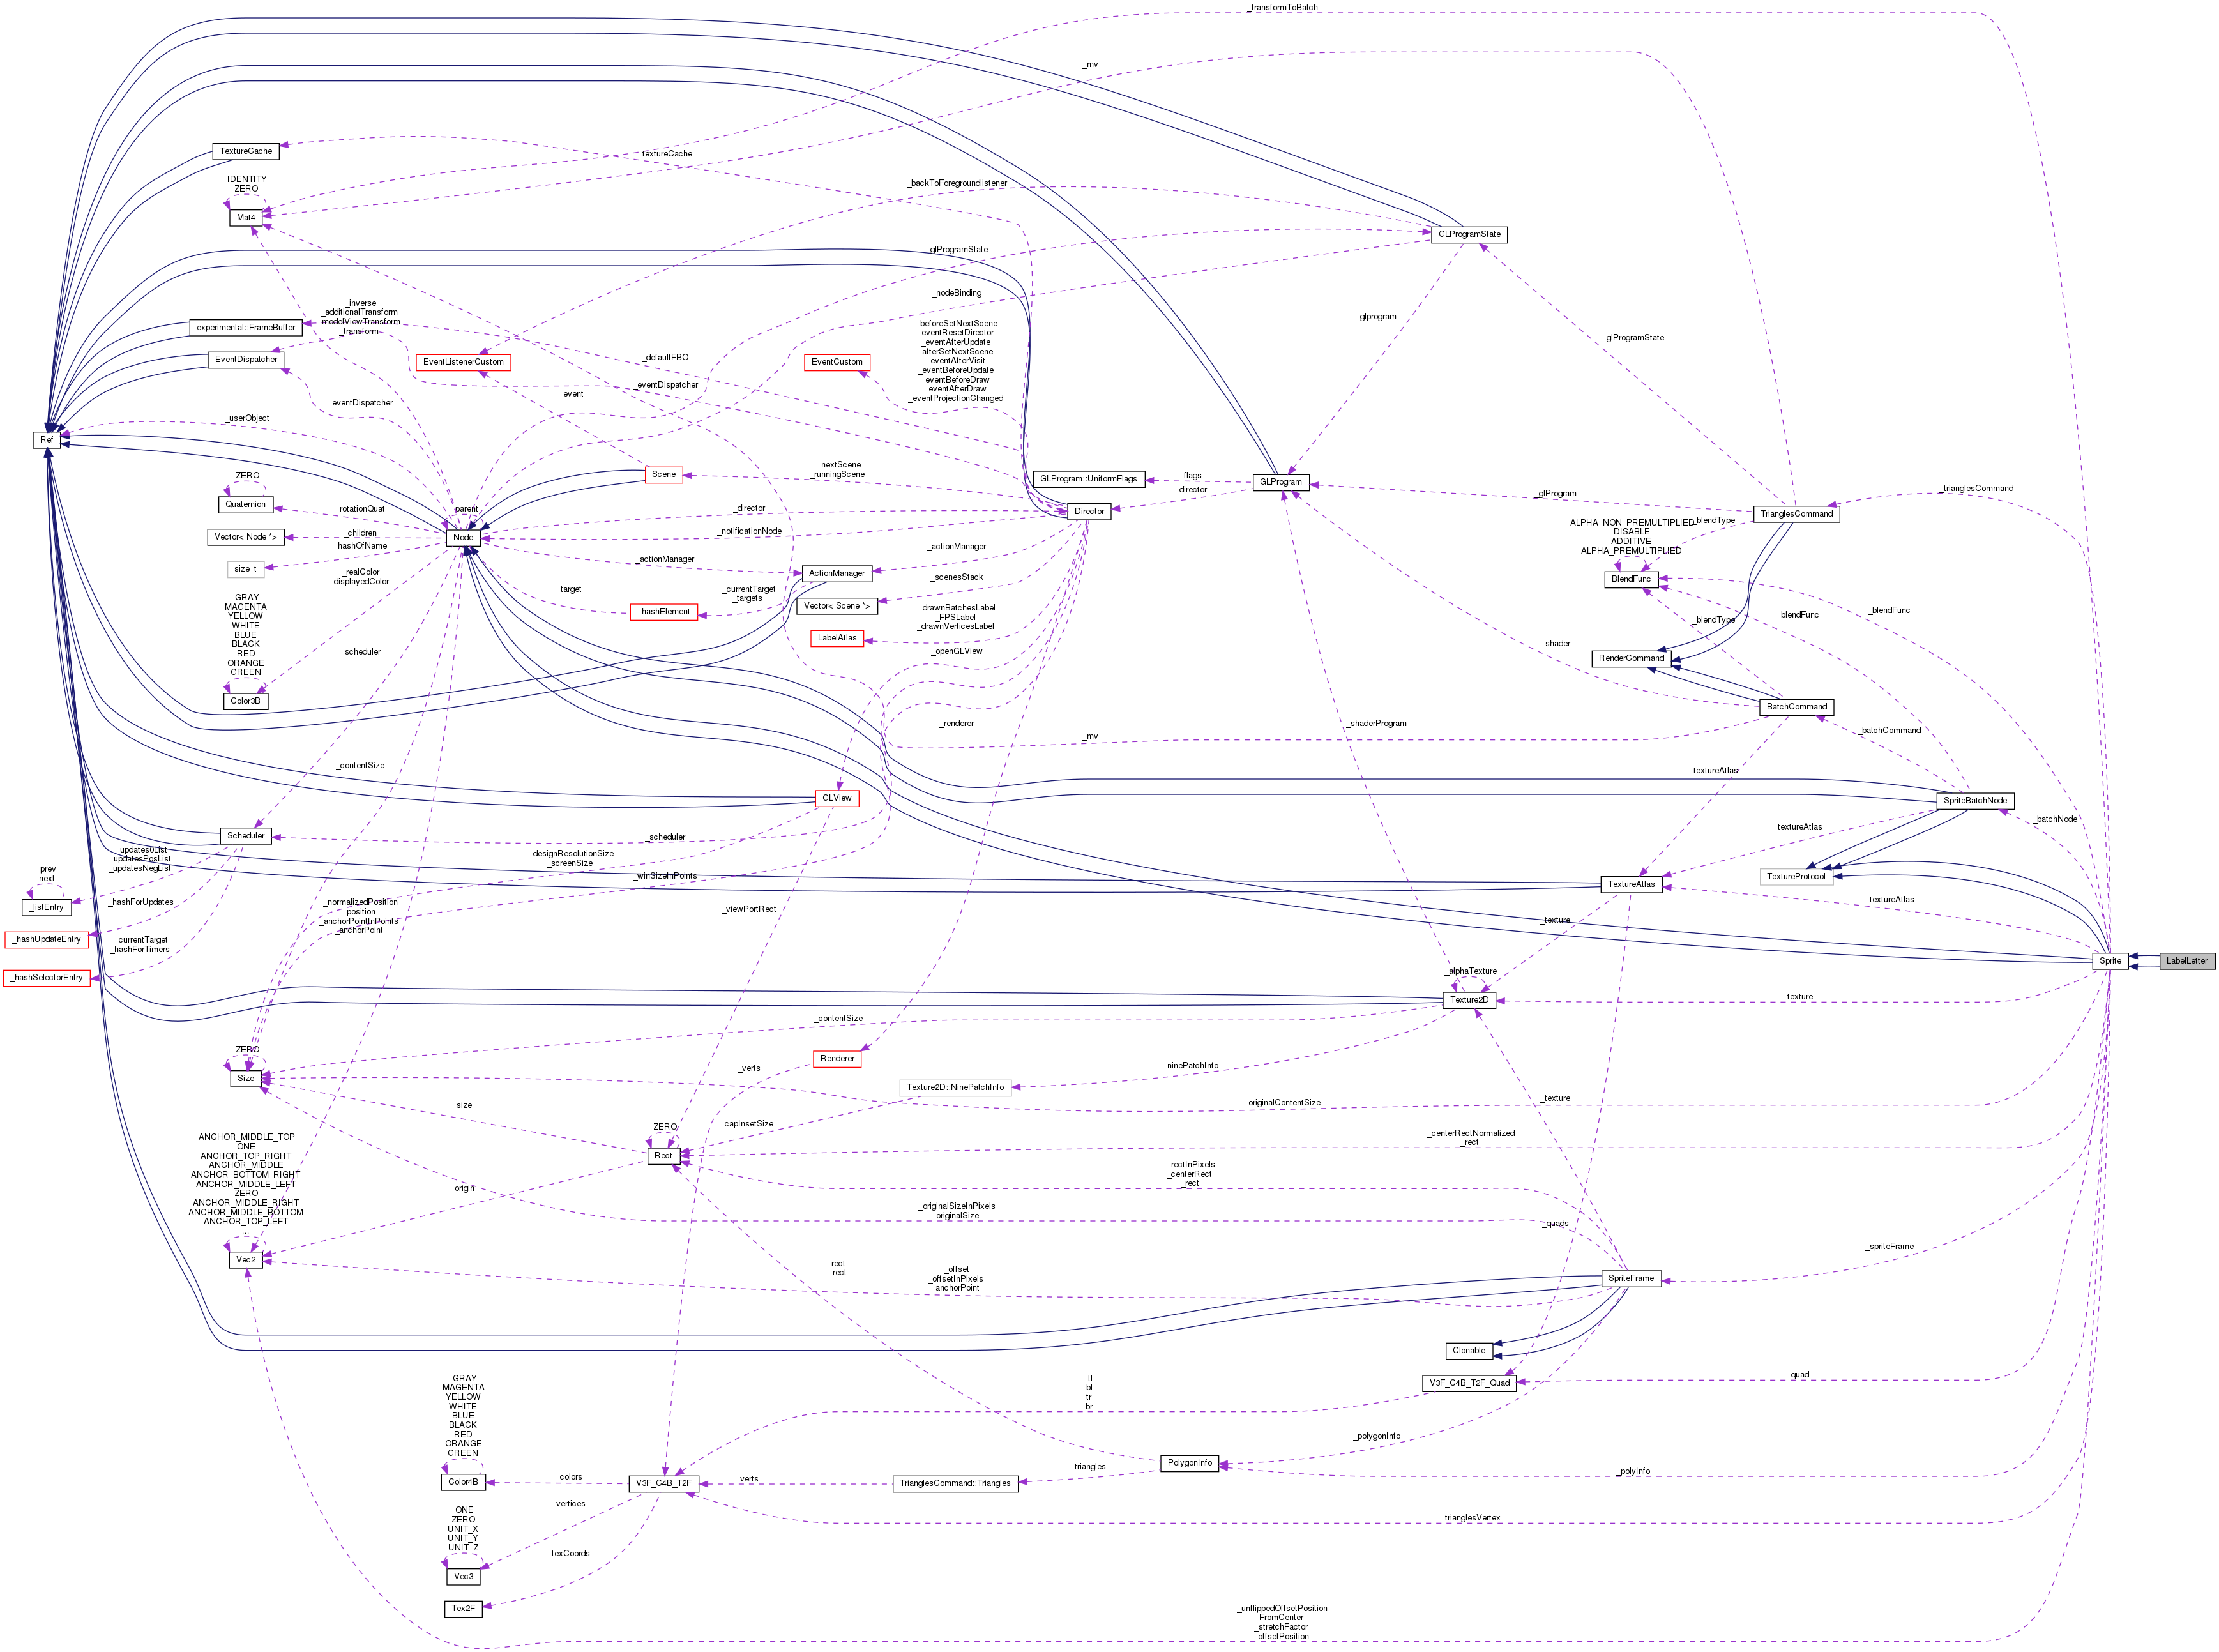 _transformToBatch
_mv
TextureCache
_textureCache
IDENTITY
ZERO
Mat4
_backToForegroundlistener
GLProgramState
_glProgramState
_nodeBinding
_inverse
_additionalTransform
_modelViewTransform
_transform
experimental::FrameBuffer
EventDispatcher
EventListenerCustom
_defaultFBO
EventCustom
_beforeSetNextScene
_eventResetDirector
_eventAfterUpdate
_afterSetNextScene
_eventAfterVisit
_eventBeforeUpdate
_eventBeforeDraw
_eventAfterDraw
_eventProjectionChanged
_glprogram
_glProgramState
_eventDispatcher
_event
_eventDispatcher
_userObject
Ref
ZERO
Quaternion
_rotationQuat
_parent
Scene
_nextScene
_runningScene
GLProgram::UniformFlags
_flags
GLProgram
_director
_glProgram
_trianglesCommand
TrianglesCommand
_director
Director
_notificationNode
Node
Vector< Node *>
_children
_hashOfName
size_t
_actionManager
_actionManager
ActionManager
_realColor
_displayedColor
target
_hashElement
_currentTarget
_targets
_scenesStack
Vector< Scene *>
_drawnBatchesLabel
_FPSLabel
_drawnVerticesLabel
LabelAtlas
_openGLView
ALPHA_NON_PREMULTIPLIED
DISABLE
ADDITIVE
ALPHA_PREMULTIPLIED
_blendType
BlendFunc
_blendFunc
_blendFunc
_blendType
_shader
RenderCommand
BatchCommand
GRAY
MAGENTA
YELLOW
WHITE
BLUE
BLACK
RED
ORANGE
GREEN
Color3B
_scheduler
_renderer
_shaderProgram
_mv
_batchCommand
_contentSize
GLView
_textureAtlas
SpriteBatchNode
_batchNode
Scheduler
_scheduler
_textureAtlas
_updates0List
_updatesPosList
_updatesNegList
prev
next
_listEntry
_designResolutionSize
_screenSize
_winSizeInPoints
TextureAtlas
TextureProtocol
_textureAtlas
_hashForUpdates
_hashUpdateEntry
_normalizedPosition
_position
_anchorPointInPoints
_anchorPoint
_viewPortRect
_texture
_currentTarget
_hashForTimers
_hashSelectorEntry
Sprite
LabelLetter
_alphaTexture
Texture2D
_texture
_contentSize
ZERO
Size
Renderer
_verts
Texture2D::NinePatchInfo
_ninePatchInfo
_originalContentSize
_texture
size
capInsetSize
ZERO
Rect
_centerRectNormalized
_rect
ANCHOR_MIDDLE_TOP
ONE
ANCHOR_TOP_RIGHT
ANCHOR_MIDDLE
ANCHOR_BOTTOM_RIGHT
ANCHOR_MIDDLE_LEFT
ZERO
ANCHOR_MIDDLE_RIGHT
ANCHOR_MIDDLE_BOTTOM
ANCHOR_TOP_LEFT
...
Vec2
origin
_rectInPixels
_centerRect
_rect
_originalSizeInPixels
_originalSize
_quads
_spriteFrame
rect
_rect
_offset
_offsetInPixels
_anchorPoint
SpriteFrame
Clonable
V3F_C4B_T2F_Quad
_quad
tl
bl
tr
br
GRAY
MAGENTA
YELLOW
WHITE
BLUE
BLACK
RED
ORANGE
GREEN
Color4B
colors
V3F_C4B_T2F
verts
TrianglesCommand::Triangles
triangles
PolygonInfo
_polygonInfo
_polyInfo
_trianglesVertex
vertices
ONE
ZERO
UNIT_X
UNIT_Y
UNIT_Z
Vec3
texCoords
Tex2F
_unflippedOffsetPosition
FromCenter
_stretchFactor
_offsetPosition